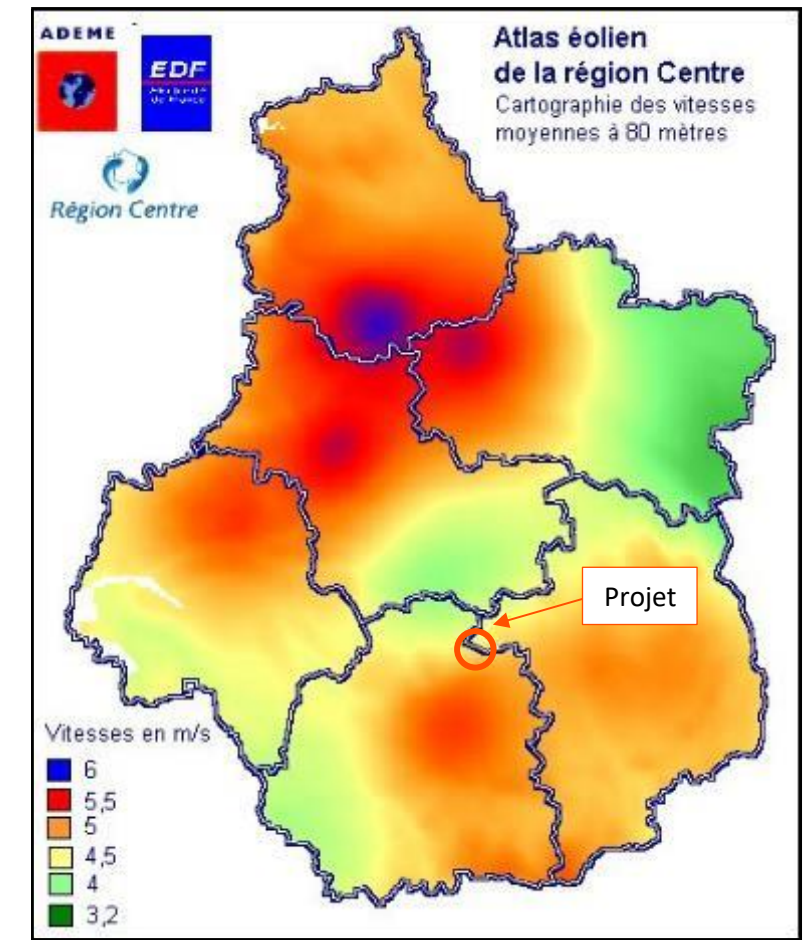 ADEME
EDF
Région Centre
Atlas éolien
de la région Centre
Cartographie des vitesses
moyennes à 80 mètres
Projet
Vitesses en m/s
6
5,5
5
4,5
4
3,2